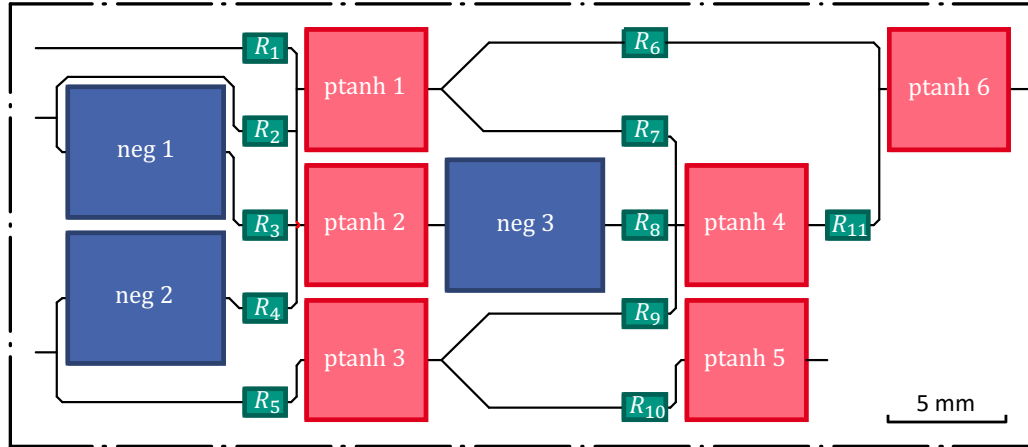 R1
R2
R3
R4
R5
neg 1
neg 2
ptanh 1
ptanh 2
ptanh 3
neg 3
R6
R7
R8
R9
R10
ptanh 4
ptanh 5
R11
ptanh 6
5 mm